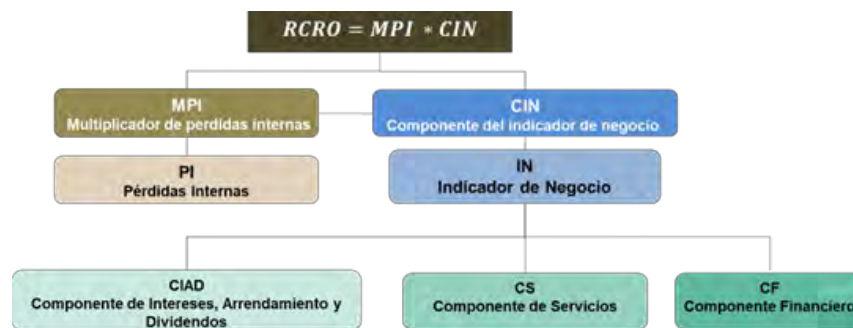 RCRO = MPI * CIN
MPI
Multiplicador de perdidas internas
CIN
Componente del indicador de negocio
PI
Pérdidas Internas
IN
Indicador de Negocio
CIAD
Componente de Intereses, Arrendamiento y
Dividendos
CS
Componente de Servicios
CF
Componente Financiero